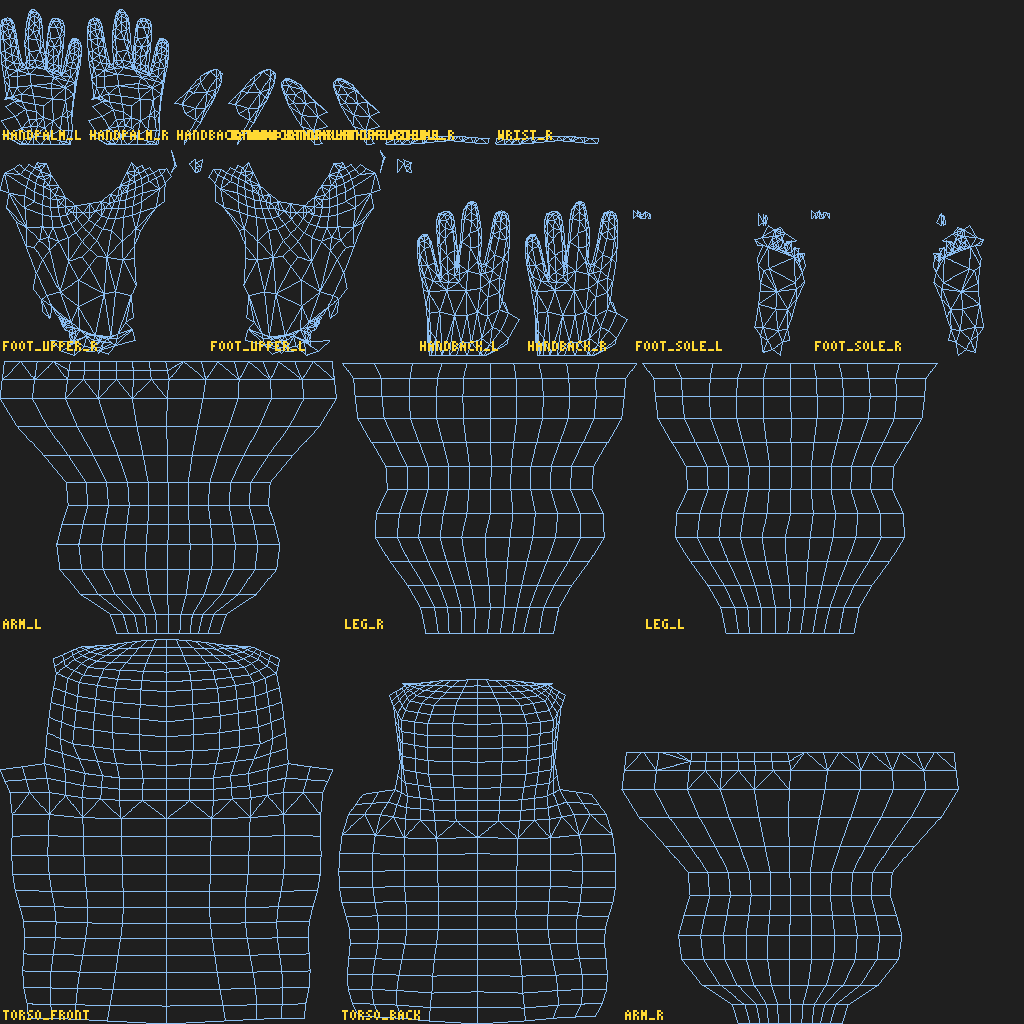 HANDPALM_L HANDPALM_R WRIST_R
FOOT_UPPER_R FOOT_UPPER_L HANDBACK_L HANDBACK_R FOOT_SOLE_L FOOT_SOLE_R
ARM_L LEG_R LEG_L
TORSO_FRONT TORSO_BACK ARM_R